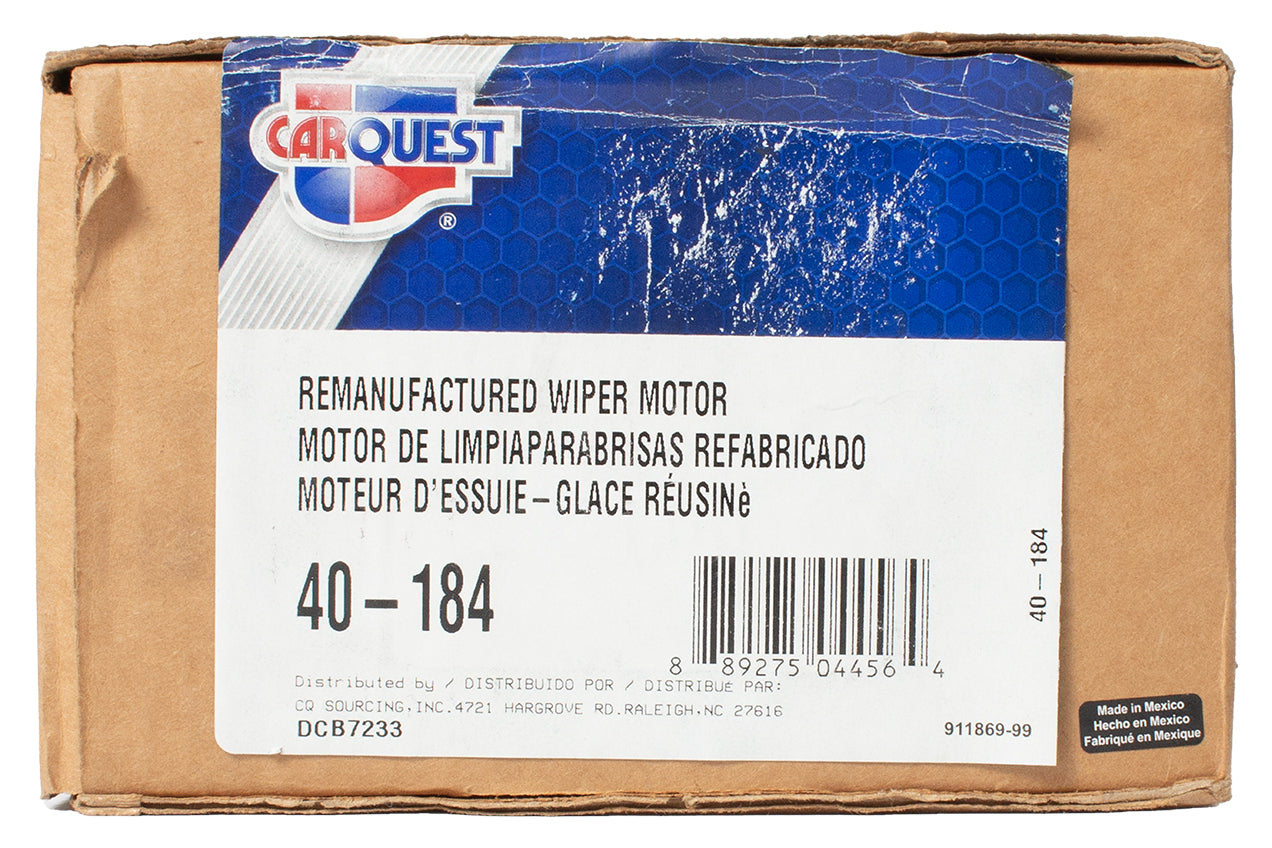 CARQUEST
®
REMANUFACTURED WIPER MOTOR
MOTOR DE LIMPIAPARABRISAS REFABRICADO
MOTEUR D'ESSUIE-GLACE RÉUSINè
40-184
40-184
8 89275 04456 4
Distributed by / DISTRIBUIDO POR / DISTRIBUÉ PAR:
CQ SOURCING,INC.4721 HARGROVE RD.RALEIGH,NC 27616
DCB7233
911869-99
Made in Mexico
Hecho en Mexico
Fabriqué en Mexique